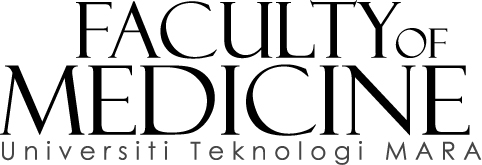 FACULTY OF
MEDICINE
Universiti Teknologi MARA